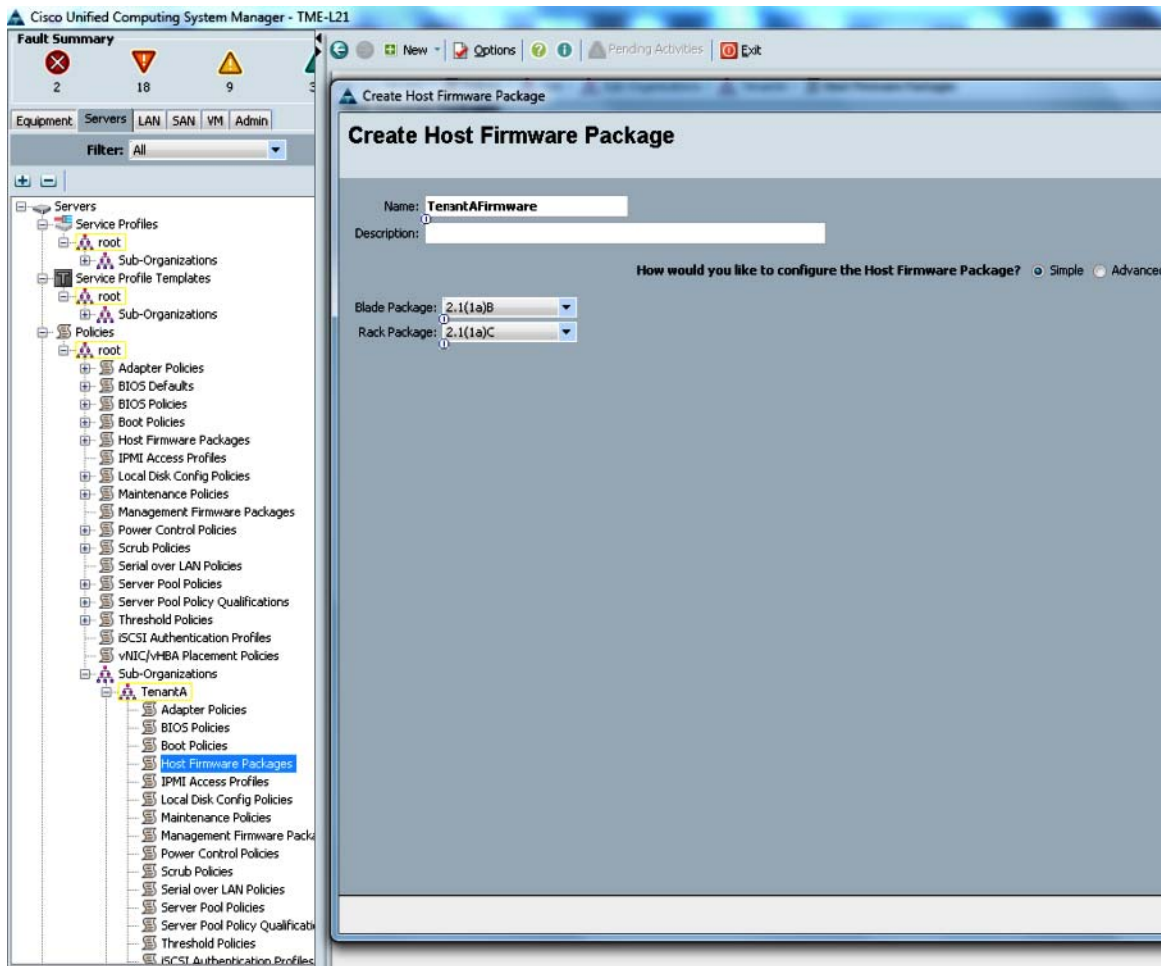 Cisco Unified Computing System Manager - TME-L21
Fault Summary
2 18 9
New Options Pending Activities Exit
Equipment Servers LAN SAN VM Admin
Filter: All
Servers
Service Profiles
root
Sub-Organizations
Service Profile Templates
root
Sub-Organizations
Policies
root
Adapter Policies
BIOS Defaults
BIOS Policies
Boot Policies
Host Firmware Packages
IPMI Access Profiles
Local Disk Config Policies
Maintenance Policies
Management Firmware Packages
Power Control Policies
Scrub Policies
Serial over LAN Policies
Server Pool Policies
Server Pool Policy Qualifications
Threshold Policies
iSCSI Authentication Profiles
vNIC/vHBA Placement Policies
Sub-Organizations
TenantA
Adapter Policies
BIOS Policies
Boot Policies
Host Firmware Packages
IPMI Access Profiles
Local Disk Config Policies
Maintenance Policies
Management Firmware Packa
Power Control Policies
Scrub Policies
Serial over LAN Policies
Server Pool Policies
Server Pool Policy Qualificati
Threshold Policies
iSCSI Authentication Profiles
Create Host Firmware Package
Create Host Firmware Package
Name: TenantAFirmware
Description:
How would you like to configure the Host Firmware Package? Simple Advanced
Blade Package: 2.1(1a)B
Rack Package: 2.1(1a)C